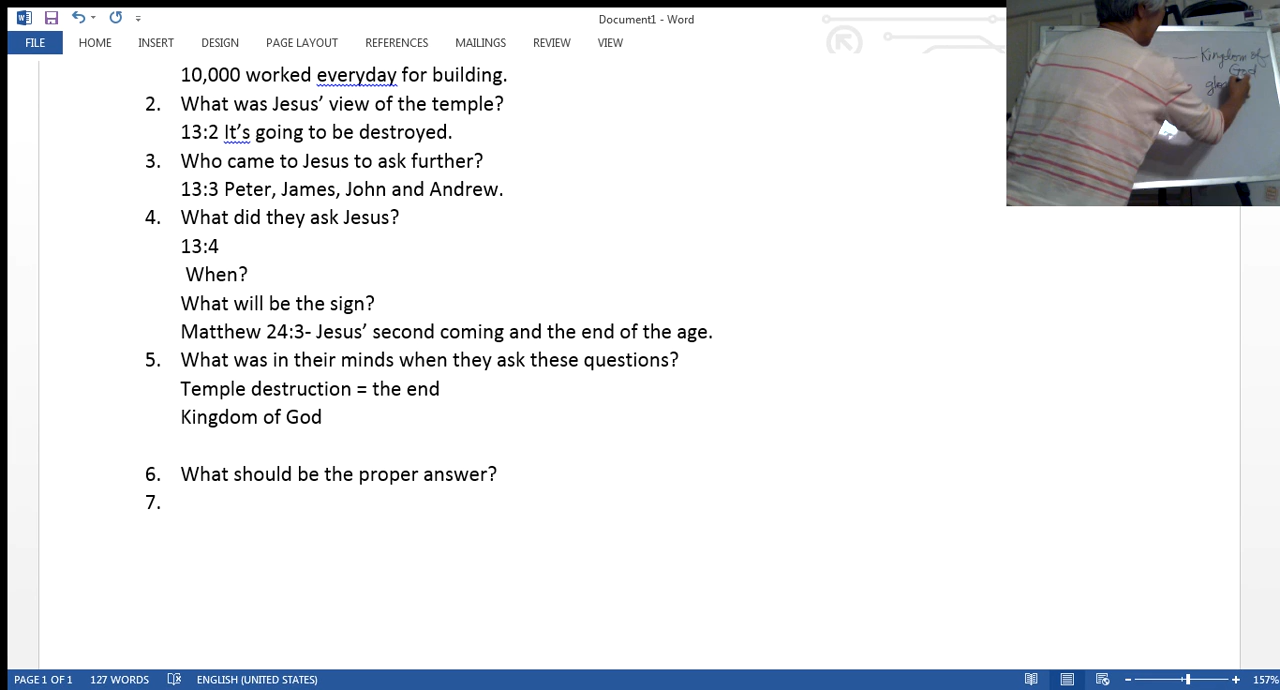 Document1 - Word
FILE HOME INSERT DESIGN PAGE LAYOUT REFERENCES MAILINGS REVIEW VIEW
Kingdom of
God
10,000 worked everyday for building.
2. What was Jesus’ view of the temple?
13:2 It’s going to be destroyed.
3. Who came to Jesus to ask further?
13:3 Peter, James, John and Andrew.
4. What did they ask Jesus?
13:4
When?
What will be the sign?
Matthew 24:3- Jesus’ second coming and the end of the age.
5. What was in their minds when they ask these questions?
Temple destruction = the end
Kingdom of God
6. What should be the proper answer?
7.
PAGE 1 OF 1 127 WORDS ENGLISH (UNITED STATES) 157%